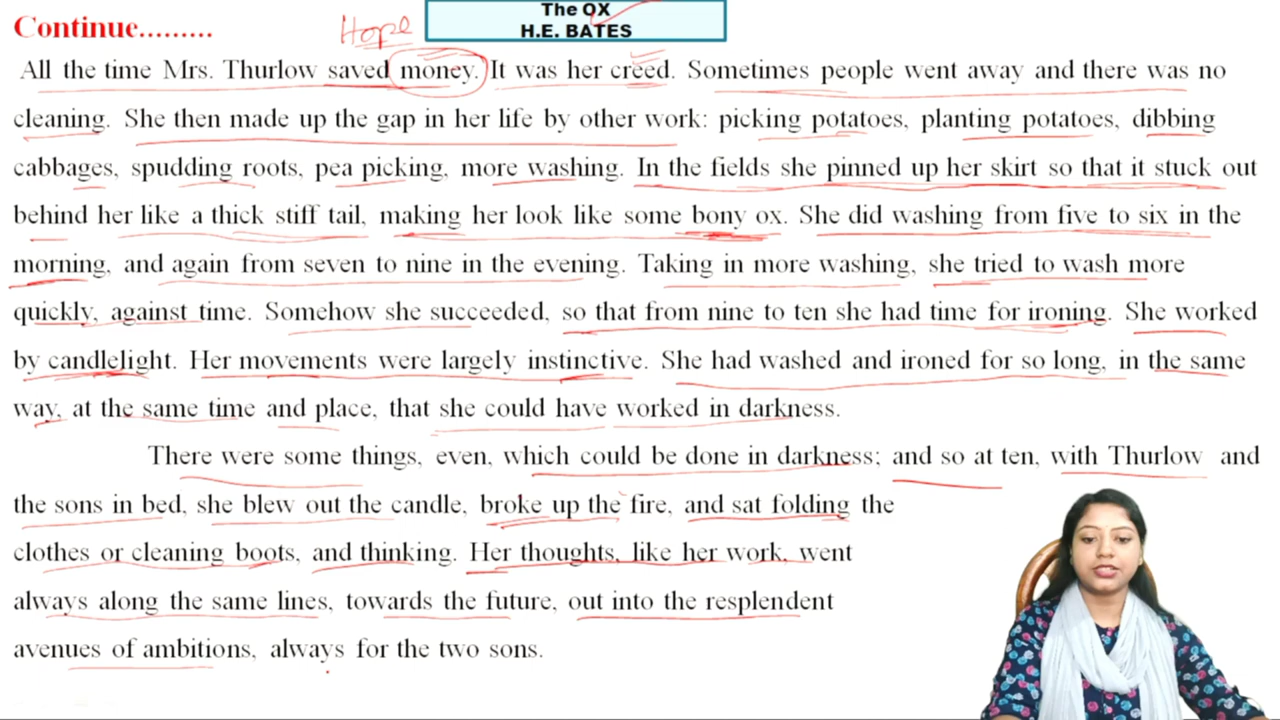 The OX
H.E. BATES
Continue.........
Hope
All the time Mrs. Thurlow saved money. It was her creed. Sometimes people went away and there was no
cleaning. She then made up the gap in her life by other work: picking potatoes, planting potatoes, dibbing
cabbages, spudding roots, pea picking, more washing. In the fields she pinned up her skirt so that it stuck out
behind her like a thick stiff tail, making her look like some bony ox. She did washing from five to six in the
morning, and again from seven to nine in the evening. Taking in more washing, she tried to wash more
quickly, against time. Somehow she succeeded, so that from nine to ten she had time for ironing. She worked
by candlelight. Her movements were largely instinctive. She had washed and ironed for so long, in the same
way, at the same time and place, that she could have worked in darkness.
There were some things, even, which could be done in darkness; and so at ten, with Thurlow and
the sons in bed, she blew out the candle, broke up the fire, and sat folding the
clothes or cleaning boots, and thinking. Her thoughts, like her work, went
always along the same lines, towards the future, out into the resplendent
avenues of ambitions, always for the two sons.